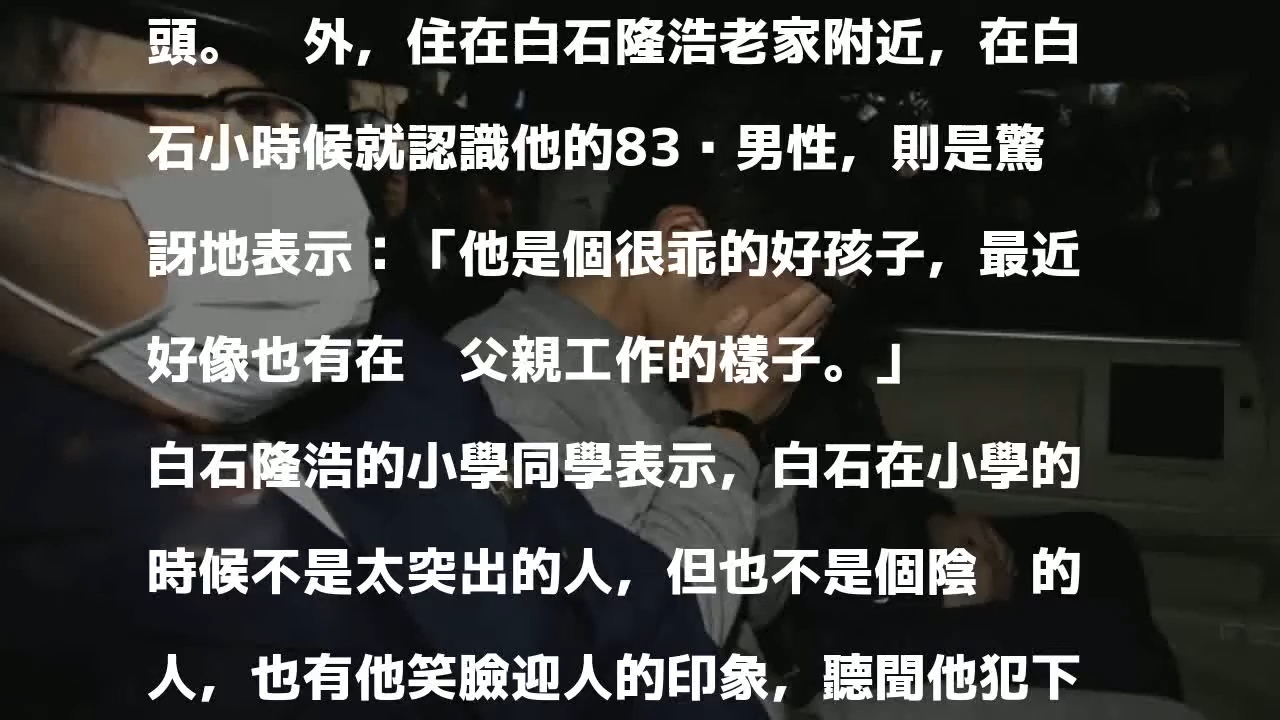 頭。　外，住在白石隆浩老家附近，在白
石小時候就認識他的83▪男性，則是驚
訝地表示：「他是個很乖的好孩子，最近
好像也有在　父親工作的樣子。」
白石隆浩的小學同學表示，白石在小學的
時候不是太突出的人，但也不是個陰　的
人，也有他笑臉迎人的印象，聽聞他犯下